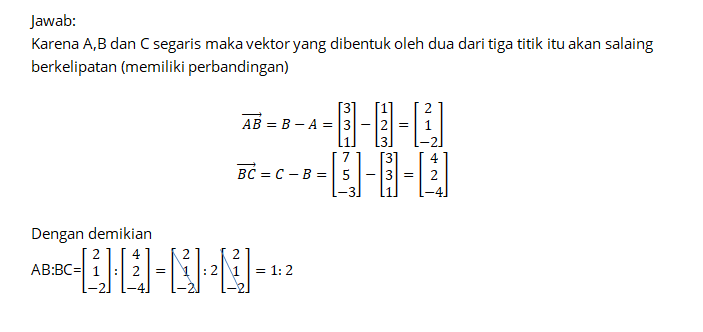 Jawab:
Karena A,B dan C segaris maka vektor yang dibentuk oleh dua dari tiga titik itu akan salaing
berkelipatan (memiliki perbandingan)
$\overrightarrow{AB} = B - A = \begin{bmatrix} 3 \\ 3 \\ 1 \end{bmatrix} - \begin{bmatrix} 1 \\ 2 \\ 3 \end{bmatrix} = \begin{bmatrix} 2 \\ 1 \\ -2 \end{bmatrix}$
$\overrightarrow{BC} = C - B = \begin{bmatrix} 7 \\ 5 \\ -3 \end{bmatrix} - \begin{bmatrix} 3 \\ 3 \\ 1 \end{bmatrix} = \begin{bmatrix} 4 \\ 2 \\ -4 \end{bmatrix}$
Dengan demikian
AB:BC=$\begin{bmatrix} 2 \\ 1 \\ -2 \end{bmatrix} : \begin{bmatrix} 4 \\ 2 \\ -4 \end{bmatrix} = \begin{bmatrix} 2 \\ 1 \\ -2 \end{bmatrix} : 2 \begin{bmatrix} 2 \\ 1 \\ -2 \end{bmatrix} = 1:2$